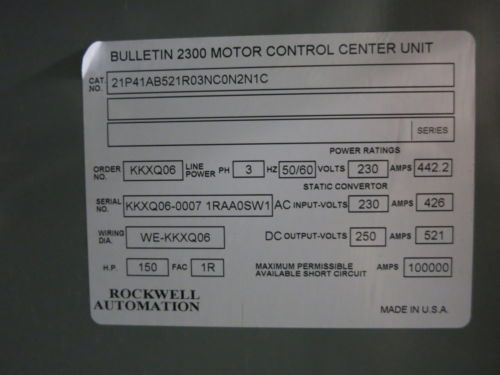 BULLETIN 2300 MOTOR CONTROL CENTER UNIT
CAT. NO. 21P41AB521R03NC0N2N1C
SERIES
POWER RATINGS
ORDER NO. KKXQ06 LINE POWER PH 3 HZ 50/60 VOLTS 230 AMPS 442.2
STATIC CONVERTOR
SERIAL NO. KKXQ06-0007 1RAA0SW1 AC INPUT-VOLTS 230 AMPS 426
WIRING DIA. WE-KKXQ06 DC OUTPUT-VOLTS 250 AMPS 521
H.P. 150 FAC 1R MAXIMUM PERMISSIBLE AVAILABLE SHORT CIRCUIT AMPS 100000
ROCKWELL
AUTOMATION
MADE IN U.S.A.